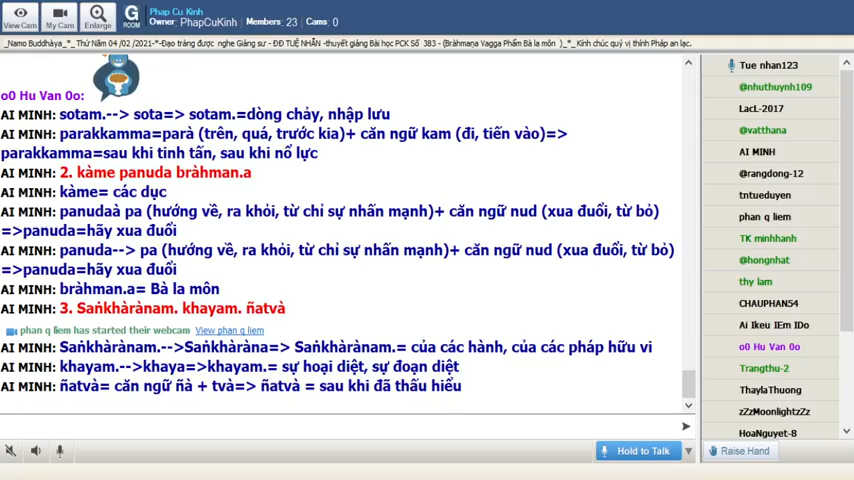 View Cam
My Cam
Enlarge
G
ROOM
Phap Cu Kinh
Owner: PhapCuKinh | Members: 23 | Cams: 0
_Namo Buddhàya_*_ Thứ Năm 04 /02 /2021-*-Đạo tràng được nghe Giảng sư - ĐĐ TUỆ NHÂN -thuyết giảng Bài học PCK Số 383 - (Bràhmaṇa Vagga Phẩm Bà la môn )_*_ Kính chúc quý vị thính Pháp an lạc.
o0 Hu Van 0o:
AI MINH: sotam.--> sota=> sotam.=dòng chảy, nhập lưu
AI MINH: parakkamma=parà (trên, quá, trước kia)+ căn ngữ kam (đi, tiến vào)=>
parakkamma=sau khi tinh tấn, sau khi nổ lực
AI MINH: 2. kàme panuda bràhman.a
AI MINH: kàme= các dục
AI MINH: panudaà pa (hướng về, ra khỏi, từ chỉ sự nhấn mạnh)+ căn ngữ nud (xua đuổi, từ bỏ)
=>panuda=hãy xua đuổi
AI MINH: panuda--> pa (hướng về, ra khỏi, từ chỉ sự nhấn mạnh)+ căn ngữ nud (xua đuổi, từ bỏ)
=>panuda=hãy xua đuổi
AI MINH: bràhman.a= Bà la môn
AI MINH: 3. Saṅkhàrànam. khayam. ñatvà
phan q liem has started their webcam View phan q liem
AI MINH: Saṅkhàrànam.-->Saṅkhàràna=> Saṅkhàrànam.= của các hành, của các pháp hữu vi
AI MINH: khayam.-->khaya=>khayam.= sự hoại diệt, sự đoạn diệt
AI MINH: ñatvà= căn ngữ ñà + tvà=> ñatvà = sau khi đã thấu hiểu
Hold to Talk
Raise Hand
Tue nhan123
@nhuthuynh109
LacL-2017
@vatthana
AI MINH
@rangdong-12
tntueduyen
phan q liem
TK minhhanh
@hongnhat
thy lam
CHAUPHAN54
Ai Ikeu IEm IDo
o0 Hu Van 0o
Trangthu-2
ThaylaThuong
zZzMoonlightzZz
HoaNguyet-8